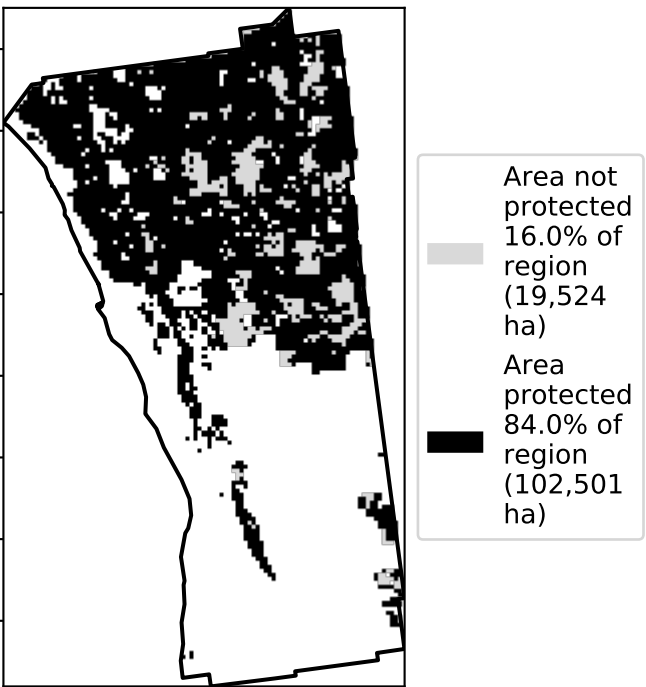 Area not
protected
16.0% of
region
(19,524
ha)
Area
protected
84.0% of
region
(102,501
ha)